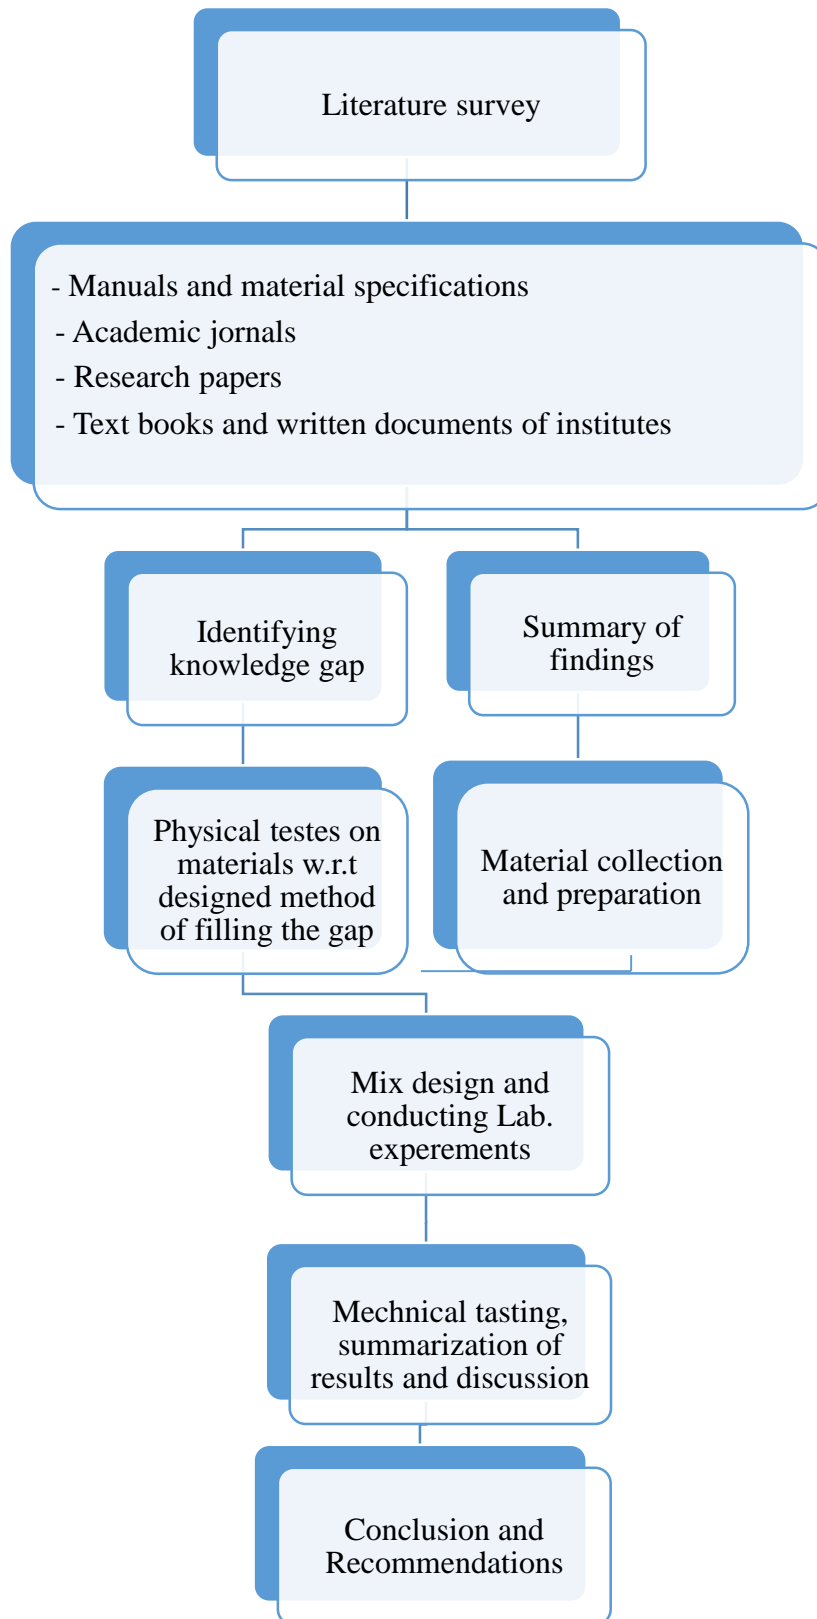 Literature survey
- Manuals and material specifications
- Academic jornals
- Research papers
- Text books and written documents of institutes
Identifying
knowledge gap
Summary of
findings
Physical testes on
materials w.r.t
designed method
of filling the gap
Material collection
and preparation
Mix design and
conducting Lab.
experements
Mechnical tasting,
summarization of
results and discussion
Conclusion and
Recommendations